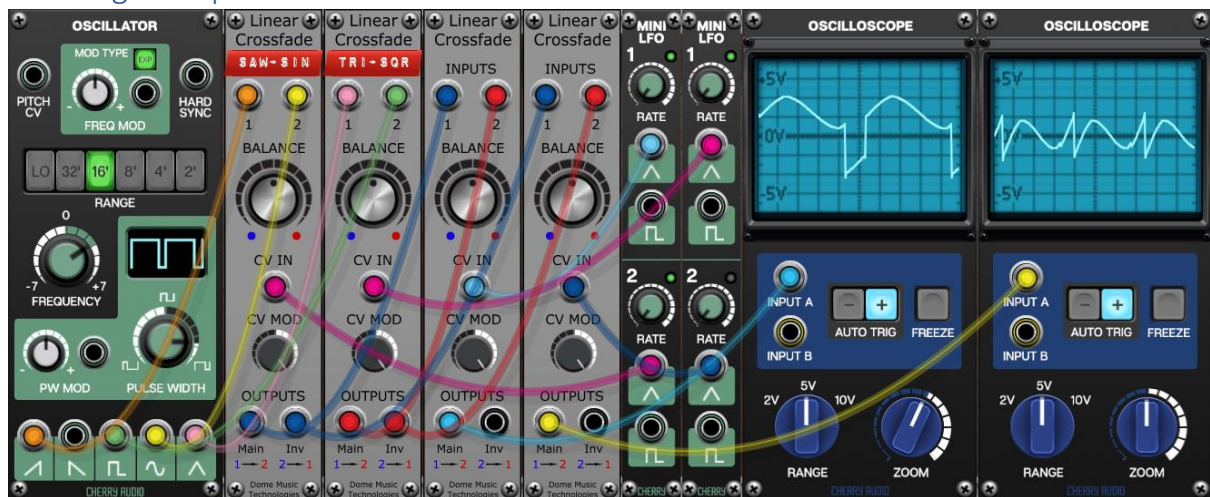 OSCILLATOR
MOD TYPE
EXP
PITCH
CV
HARD
SYNC
- +
FREQ MOD
LO 32' 16' 8' 4' 2'
RANGE
0
-7 +7
FREQUENCY
- +
PW MOD
PULSE WIDTH
CHERRY AUDIO
Linear
Crossfade
SAW-SIN
1 2
BALANCE
CV IN
CV MOD
OUTPUTS
Main Inv
1→2 2→1
Dome Music
Technologies
Linear
Crossfade
TRI-SQR
1 2
BALANCE
CV IN
CV MOD
OUTPUTS
Main Inv
1→2 2→1
Dome Music
Technologies
Linear
Crossfade
INPUTS
1 2
BALANCE
CV IN
CV MOD
OUTPUTS
Main Inv
1→2 2→1
Dome Music
Technologies
Linear
Crossfade
INPUTS
1 2
BALANCE
CV IN
CV MOD
OUTPUTS
Main Inv
1→2 2→1
Dome Music
Technologies
MINI
LFO
1
RATE
2
RATE
CHERRY
MINI
LFO
1
RATE
2
RATE
CHERRY
OSCILLOSCOPE
+5V
0V
-5V
INPUT A
INPUT B
- +
AUTO TRIG
FREEZE
2V 5V 10V
RANGE
ZOOM
CHERRY AUDIO
OSCILLOSCOPE
+5V
0V
-5V
INPUT A
INPUT B
- +
AUTO TRIG
FREEZE
2V 5V 10V
RANGE
ZOOM
CHERRY AUDIO